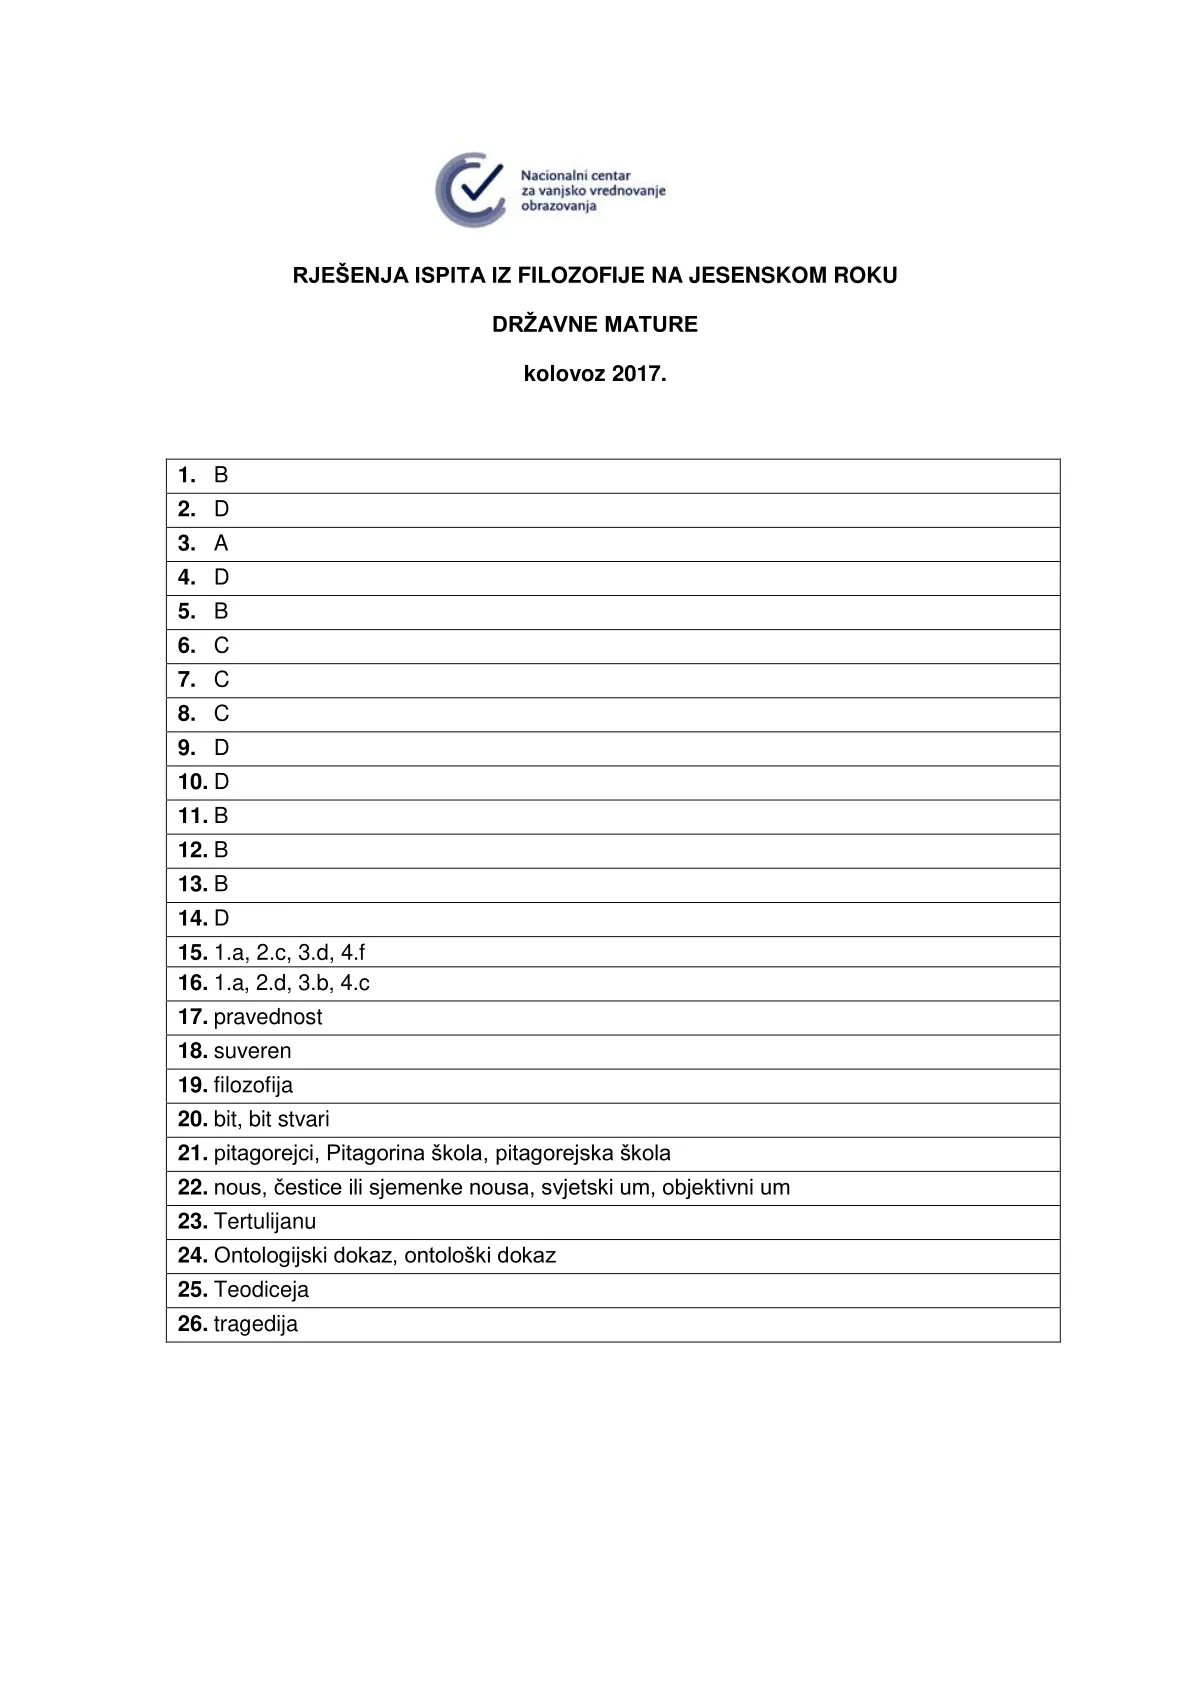 Nacionalni centar
za vanjsko vrednovanje
obrazovanja
RJEŠENJA ISPITA IZ FILOZOFIJE NA JESENSKOM ROKU
DRŽAVNE MATURE
kolovoz 2017.
1. B
2. D
3. A
4. D
5. B
6. C
7. C
8. C
9. D
10. D
11. B
12. B
13. B
14. D
15. 1.a, 2.c, 3.d, 4.f
16. 1.a, 2.d, 3.b, 4.c
17. pravednost
18. suveren
19. filozofija
20. bit, bit stvari
21. pitagorejci, Pitagorina škola, pitagorejska škola
22. nous, čestice ili sjemenke nousa, svjetski um, objektivni um
23. Tertulijanu
24. Ontologijski dokaz, ontološki dokaz
25. Teodiceja
26. tragedija